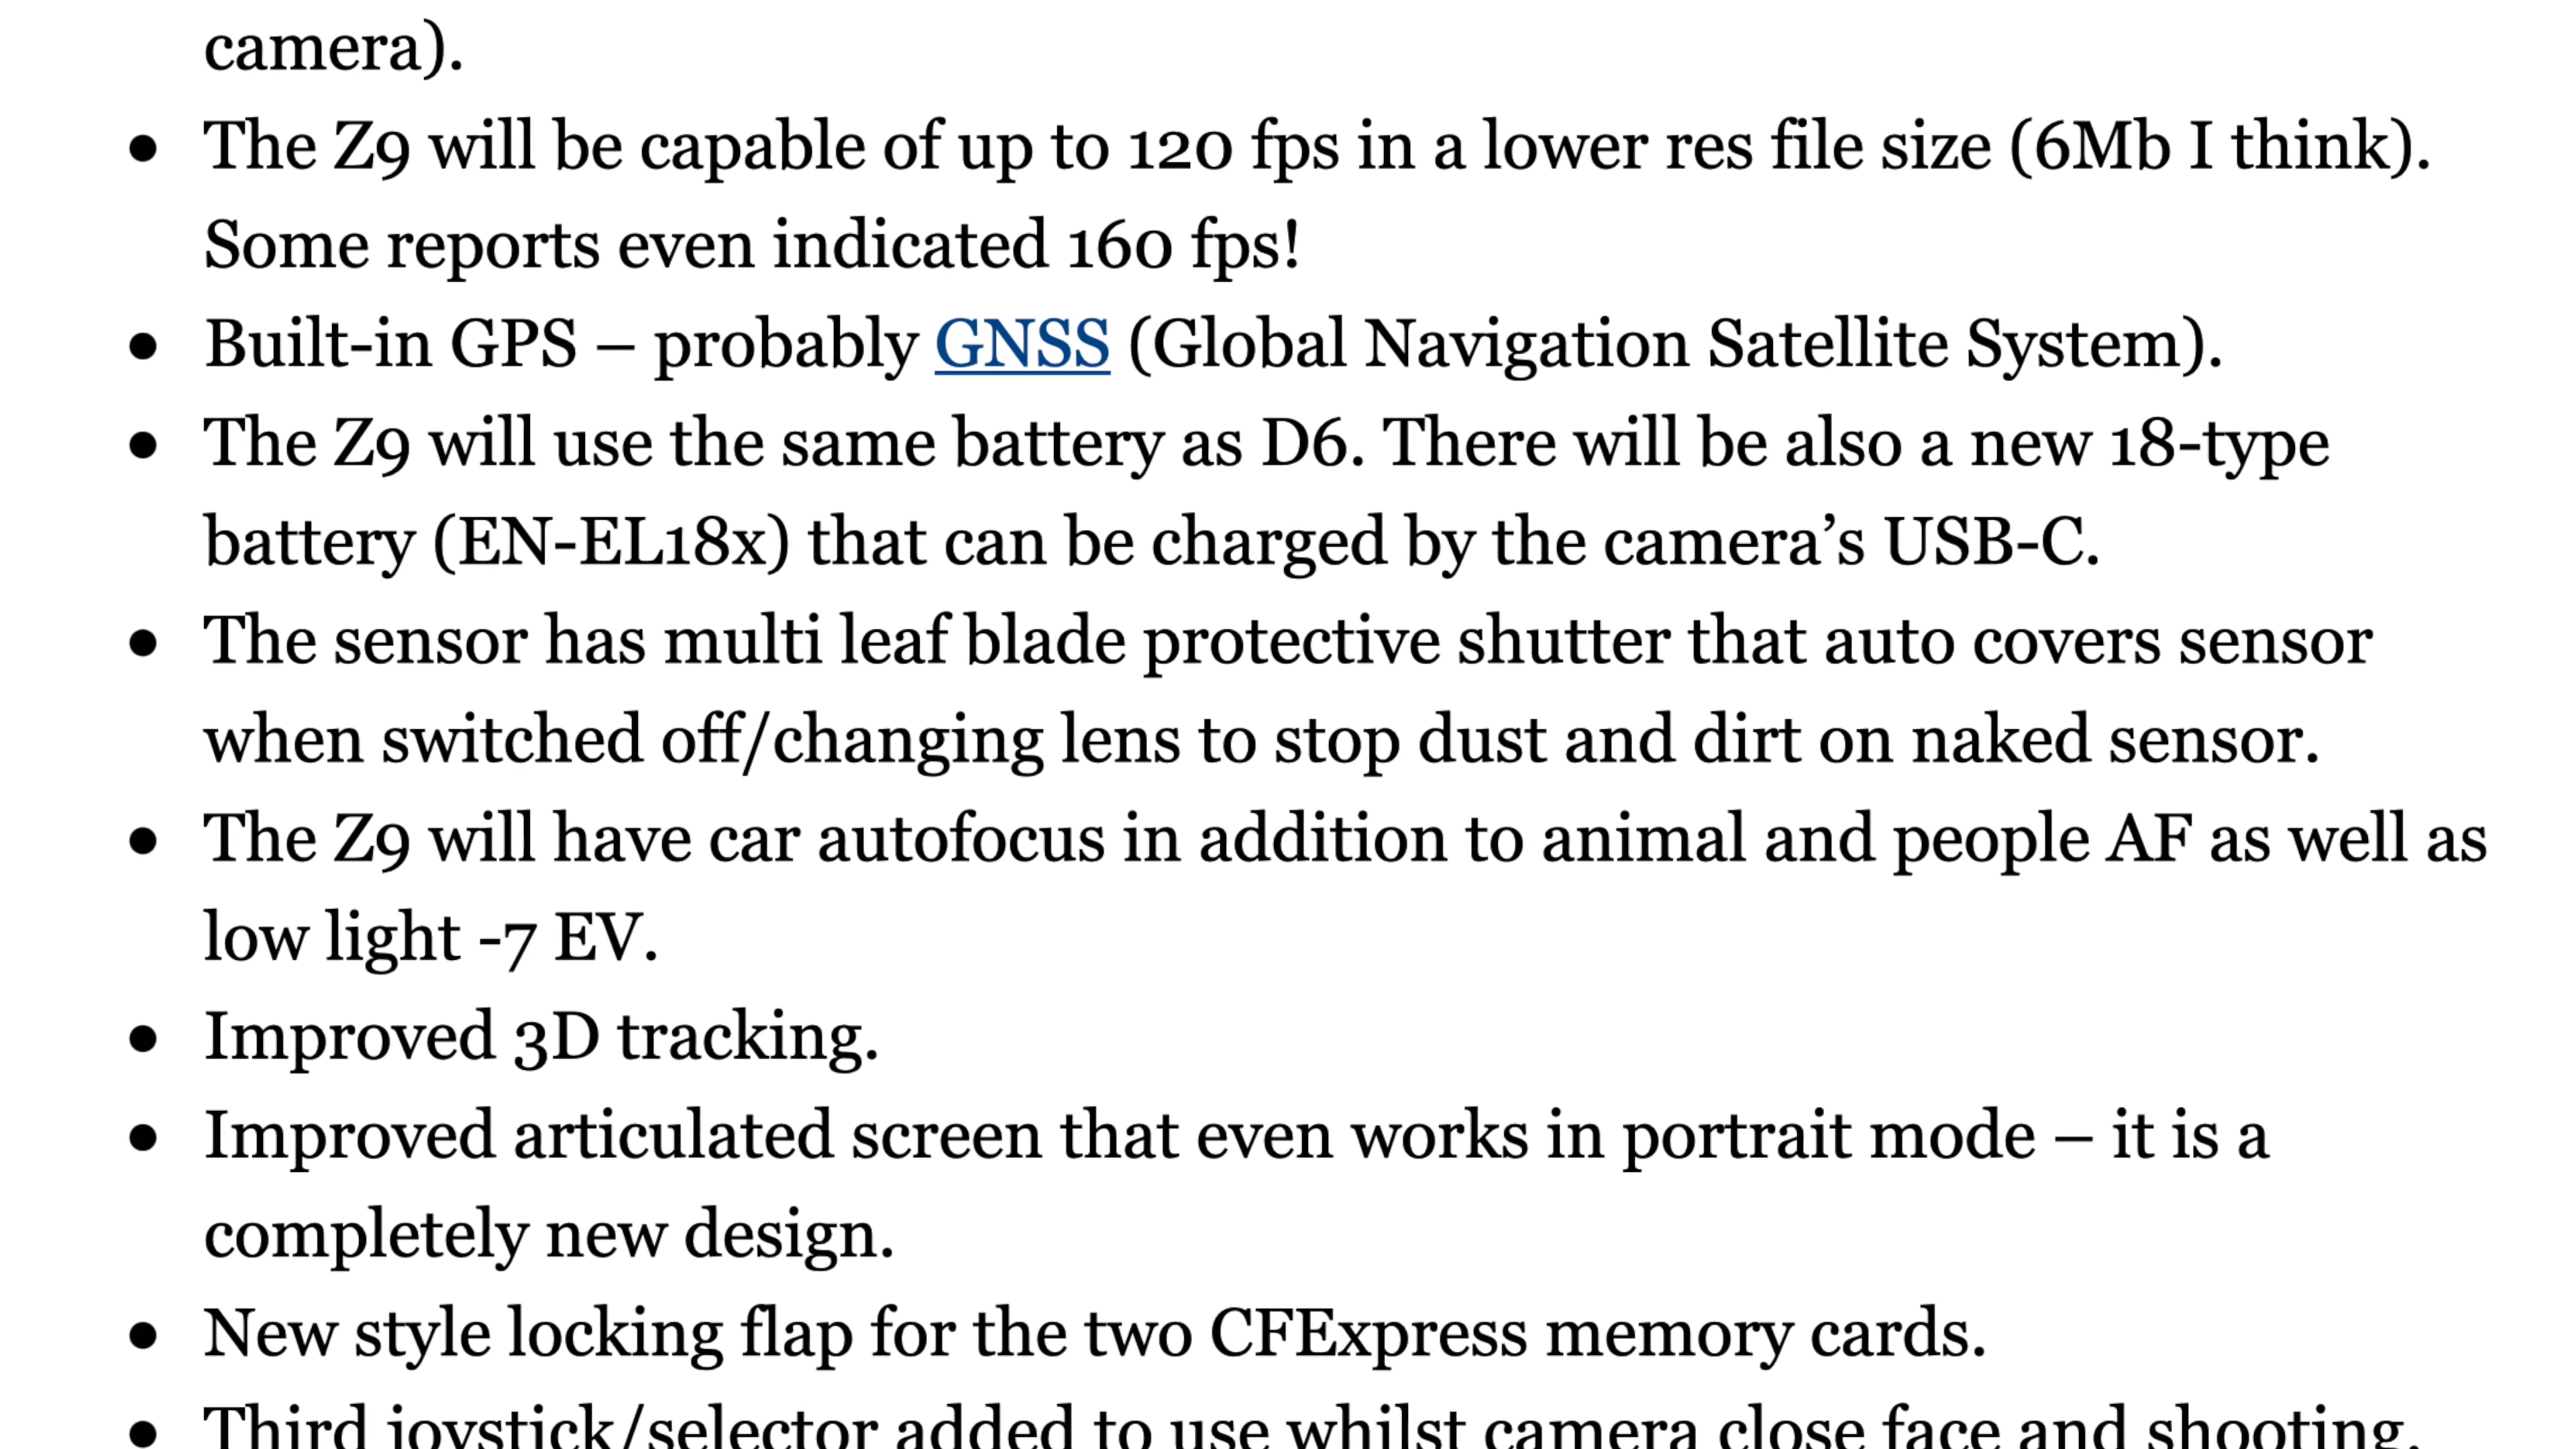 camera).
● The Z9 will be capable of up to 120 fps in a lower res file size (6Mb I think).
Some reports even indicated 160 fps!
● Built-in GPS – probably GNSS (Global Navigation Satellite System).
● The Z9 will use the same battery as D6. There will be also a new 18-type
battery (EN-EL18x) that can be charged by the camera’s USB-C.
● The sensor has multi leaf blade protective shutter that auto covers sensor
when switched off/changing lens to stop dust and dirt on naked sensor.
● The Z9 will have car autofocus in addition to animal and people AF as well as
low light -7 EV.
● Improved 3D tracking.
● Improved articulated screen that even works in portrait mode – it is a
completely new design.
● New style locking flap for the two CFExpress memory cards.
● Third joystick/selector added to use whilst camera close face and shooting.